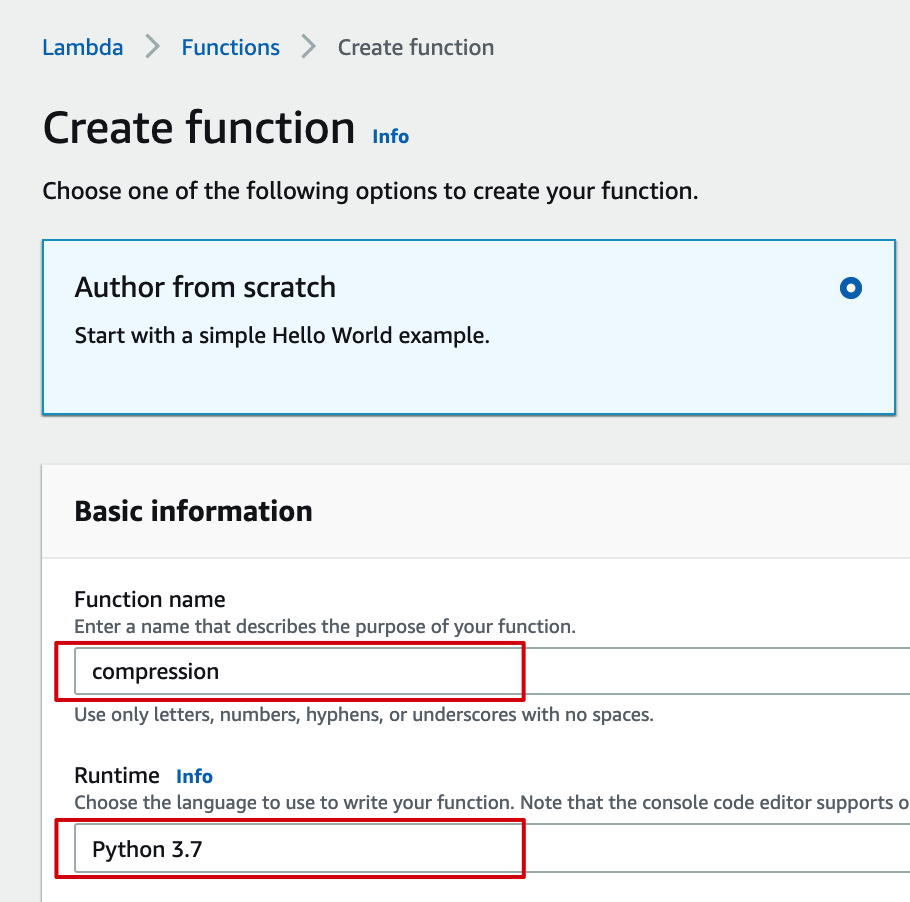 Lambda > Functions > Create function
Create function Info
Choose one of the following options to create your function.
Author from scratch
Start with a simple Hello World example.
Basic information
Function name
Enter a name that describes the purpose of your function.
compression
Use only letters, numbers, hyphens, or underscores with no spaces.
Runtime Info
Choose the language to use to write your function. Note that the console code editor supports o
Python 3.7